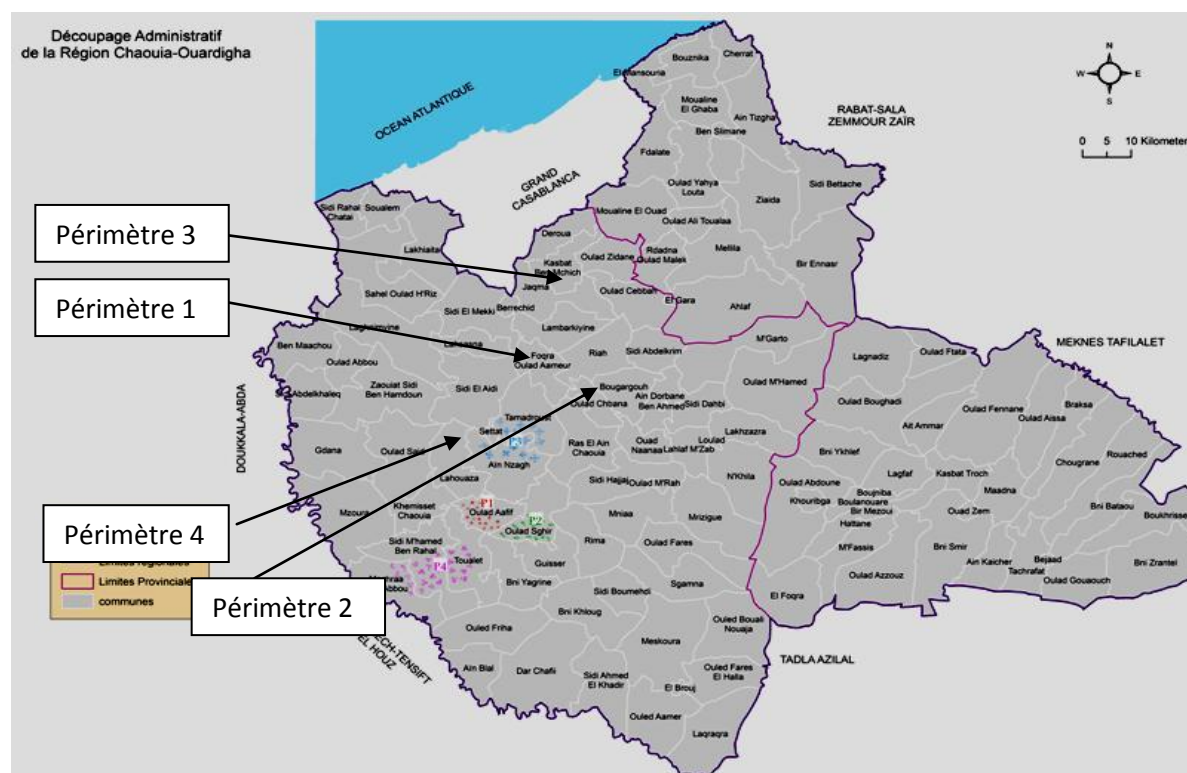 Découpage Administratif
de la Région Chaouia-Ouardigha
N
W E
S
0 5 10 Kilometer
OCEAN ATLANTIQUE
GRAND
CASABLANCA
RABAT-SALA
ZEMMOUR ZAÏR
MEKNES TAFILALET
DOUKKALA-ABDA
TADLA AZILAL
ECH-TENSIFT
EL HOUZ
Périmètre 3
Périmètre 1
Périmètre 4
Périmètre 2
Limites Provinciale
communes
El Mansouria
Bouznika
Cherrat
Moualine
El Ghaba
Ain Tizgha
Ben Slimane
Fdalate
Oulad Yahya
Louta
Ziaida
Sidi Bettache
Moualine El Oued
Oulad Ali Toualaa
Sidi Rahal
Chatai
Soualem
Lakhiaita
Deroua
Kasbat
Ben Mchich
Oulad Zidane
Rdadna
Oulad Malek
Mellila
Bir Ennasr
Jaqma
Oulad Cebbah
El Gara
Ahlaf
Sahel Oulad H'Riz
Sidi El Mekki
Berrechid
Lambarkiyine
M'Garto
Ben Maachou
Oulad Abbou
Foqra
Oulad Aameur
Riah
Sidi Abdelkrim
Lagnadiz
Oulad Ftata
Zaouiat Sidi
Ben Hamdoun
Sidi El Aidi
Bougargouh
Oulad Chbana
Ain Dorbane
Ben Ahmed
Sidi Dahbi
Oulad M'Hamed
Oulad Boughadi
Oulad Fennane
Oulad Aissa
Braksa
Ait Ammar
Tamadroust
Settat
P3
Ain Nzagh
Gdana
Oulad Said
Ras El Ain
Chaouia
Ouad
Naanaa
Lahlaf M'Zab
Loulad
Lakhzazra
Bni Ykhlef
Rouached
Chougrane
Lahouaza
Sidi Hajjaj
Oulad M'Rah
N'Khila
Oulad Abdoune
Lagfaf
Kasbat Troch
Maadna
Khouribga
Boujniba
Boulanouare
Bir Mezoui
Hattane
Ouad Zem
Bni Bataou
Boukhrisse
Mzoura
Khemisset
Chaouia
P1
Oulad Aafif
P2
Oulad Sghir
Mniaa
Mrizigue
Sidi M'hamed
Ben Rahal
Toualet
P4
Guisser
Rima
Oulad Fares
M'Fassis
Bni Smir
Ain Kaicher
Bejaad
Tachrafat
Oulad Gouaouch
Bni Zrantel
Oulad Azzouz
Bni Yagrine
Sidi Boumehdi
Sgamna
El Foqra
Bni Khloug
Ouled Friha
Meskoura
Ouled Bouali
Nouaja
Ain Blal
Dar Chafii
Sidi Ahmed
El Khadir
El Brouj
Ouled Fares
El Halla
Ouled Aamer
Laqraqra